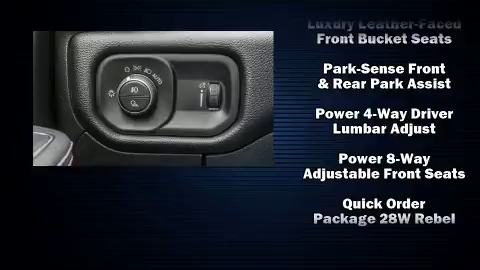 Luxury Leather-Faced
Front Bucket Seats
Park-Sense Front
& Rear Park Assist
Power 4-Way Driver
Lumbar Adjust
Power 8-Way
Adjustable Front Seats
Quick Order
Package 28W Rebel
AUTO